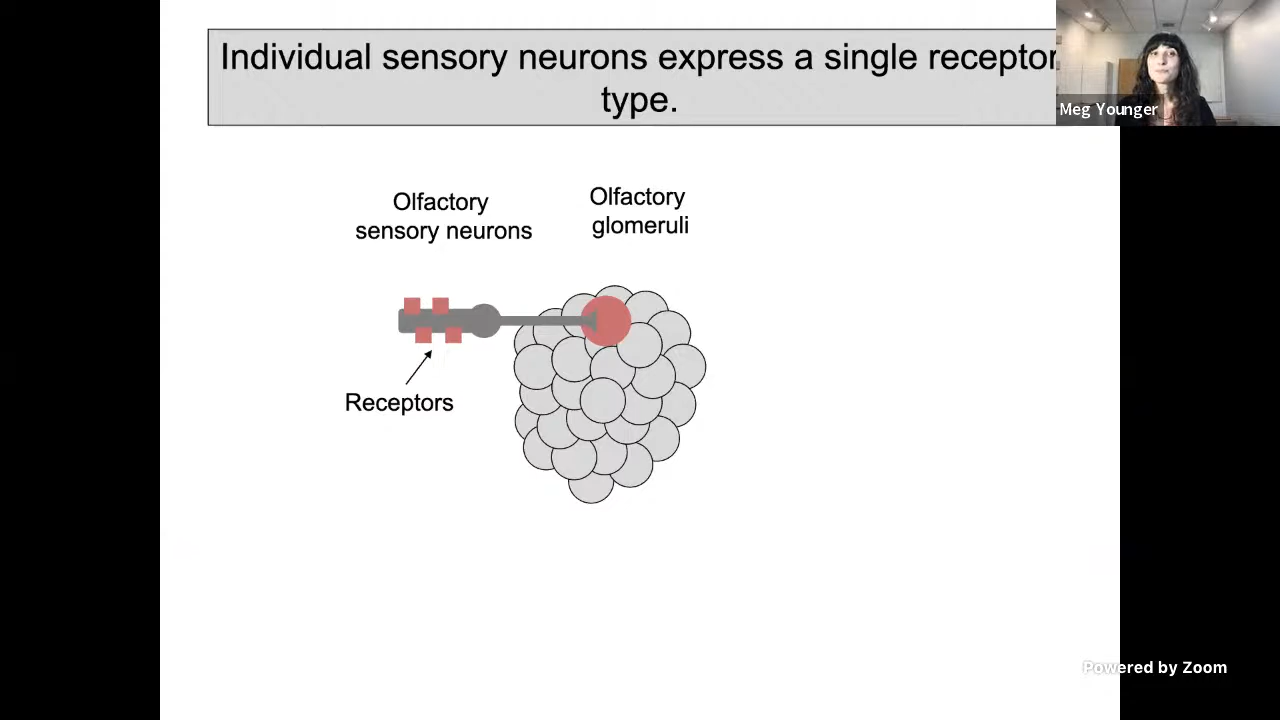 Individual sensory neurons express a single receptor
type.
Meg Younger
Olfactory
sensory neurons
Olfactory
glomeruli
Receptors
Powered by Zoom